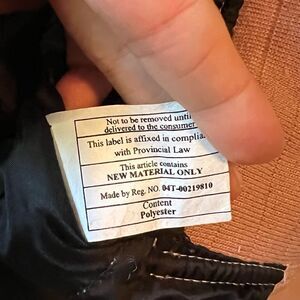 Not to be removed until
delivered to the consumer
This label is affixed in
with Provincial Law
This article contains
NEW MATERIAL ONLY
Made by Reg. NO. 04T-00219810
Content
Polyester